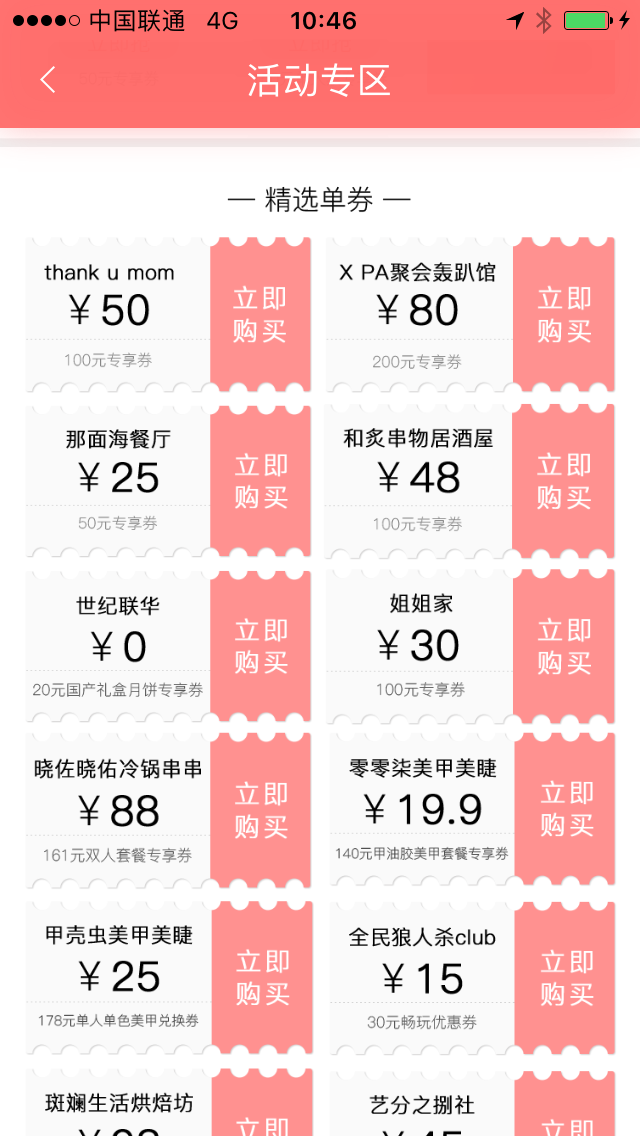 中国联通 4G 10:46
活动专区
— 精选单券 —
thank u mom
¥50
100元专享券
立即
购买
X PA聚会轰趴馆
¥80
200元专享券
立即
购买
那面海餐厅
¥25
50元专享券
立即
购买
和炙串物居酒屋
¥48
100元专享券
立即
购买
世纪联华
¥0
20元国产礼盒月饼专享券
立即
购买
姐姐家
¥30
100元专享券
立即
购买
晓佐晓佑冷锅串串
¥88
161元双人套餐专享券
立即
购买
零零柒美甲美睫
¥19.9
140元甲油胶美甲套餐专享券
立即
购买
甲壳虫美甲美睫
¥25
178元单人单色美甲兑换券
立即
购买
全民狼人杀club
¥15
30元畅玩优惠券
立即
购买
斑斓生活烘焙坊
立即
艺分之捌社
立即